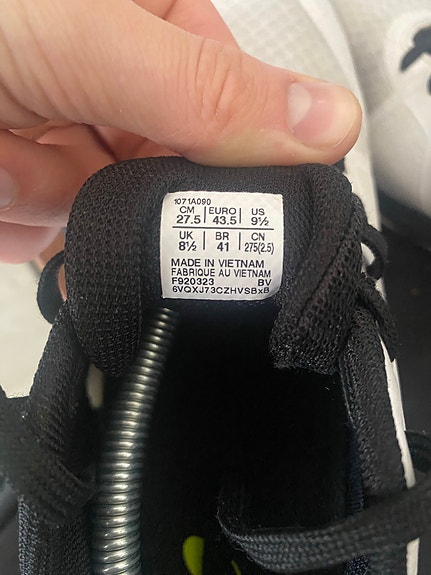 1071A090
CM | EURO | US
27.5 | 43.5 | 9½
UK | BR | CN
8½ | 41 | 275(2.5)
MADE IN VIETNAM
FABRIQUE AU VIETNAM
F920323 BV
6VQXJ73CZHVSBxB